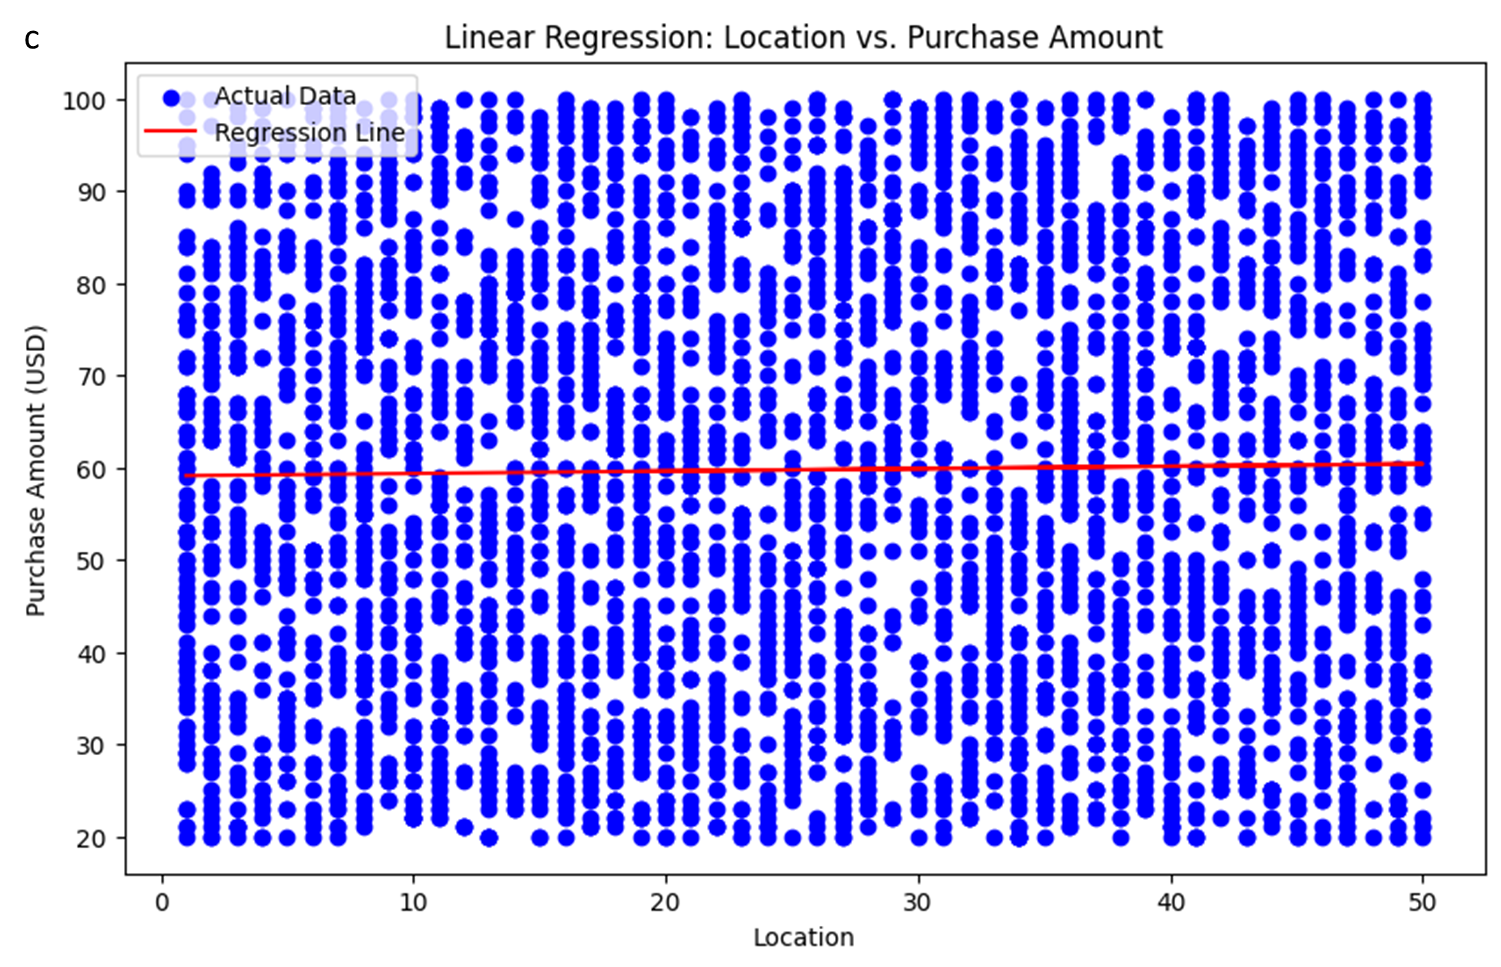 c
Linear Regression: Location vs. Purchase Amount
Actual Data
Regression Line
Purchase Amount (USD)
100
90
80
70
60
50
40
30
20
0 10 20 30 40 50
Location